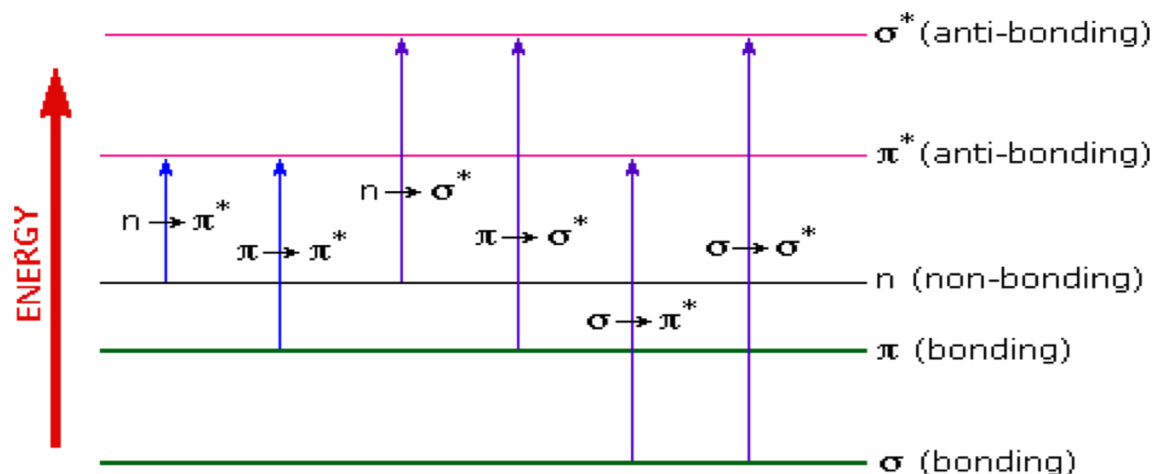 σ* (anti-bonding)
π* (anti-bonding)
n → σ*
n → π*
π → σ*
π → π*
σ → σ*
n (non-bonding)
σ → π*
π (bonding)
σ (bonding)
ENERGY